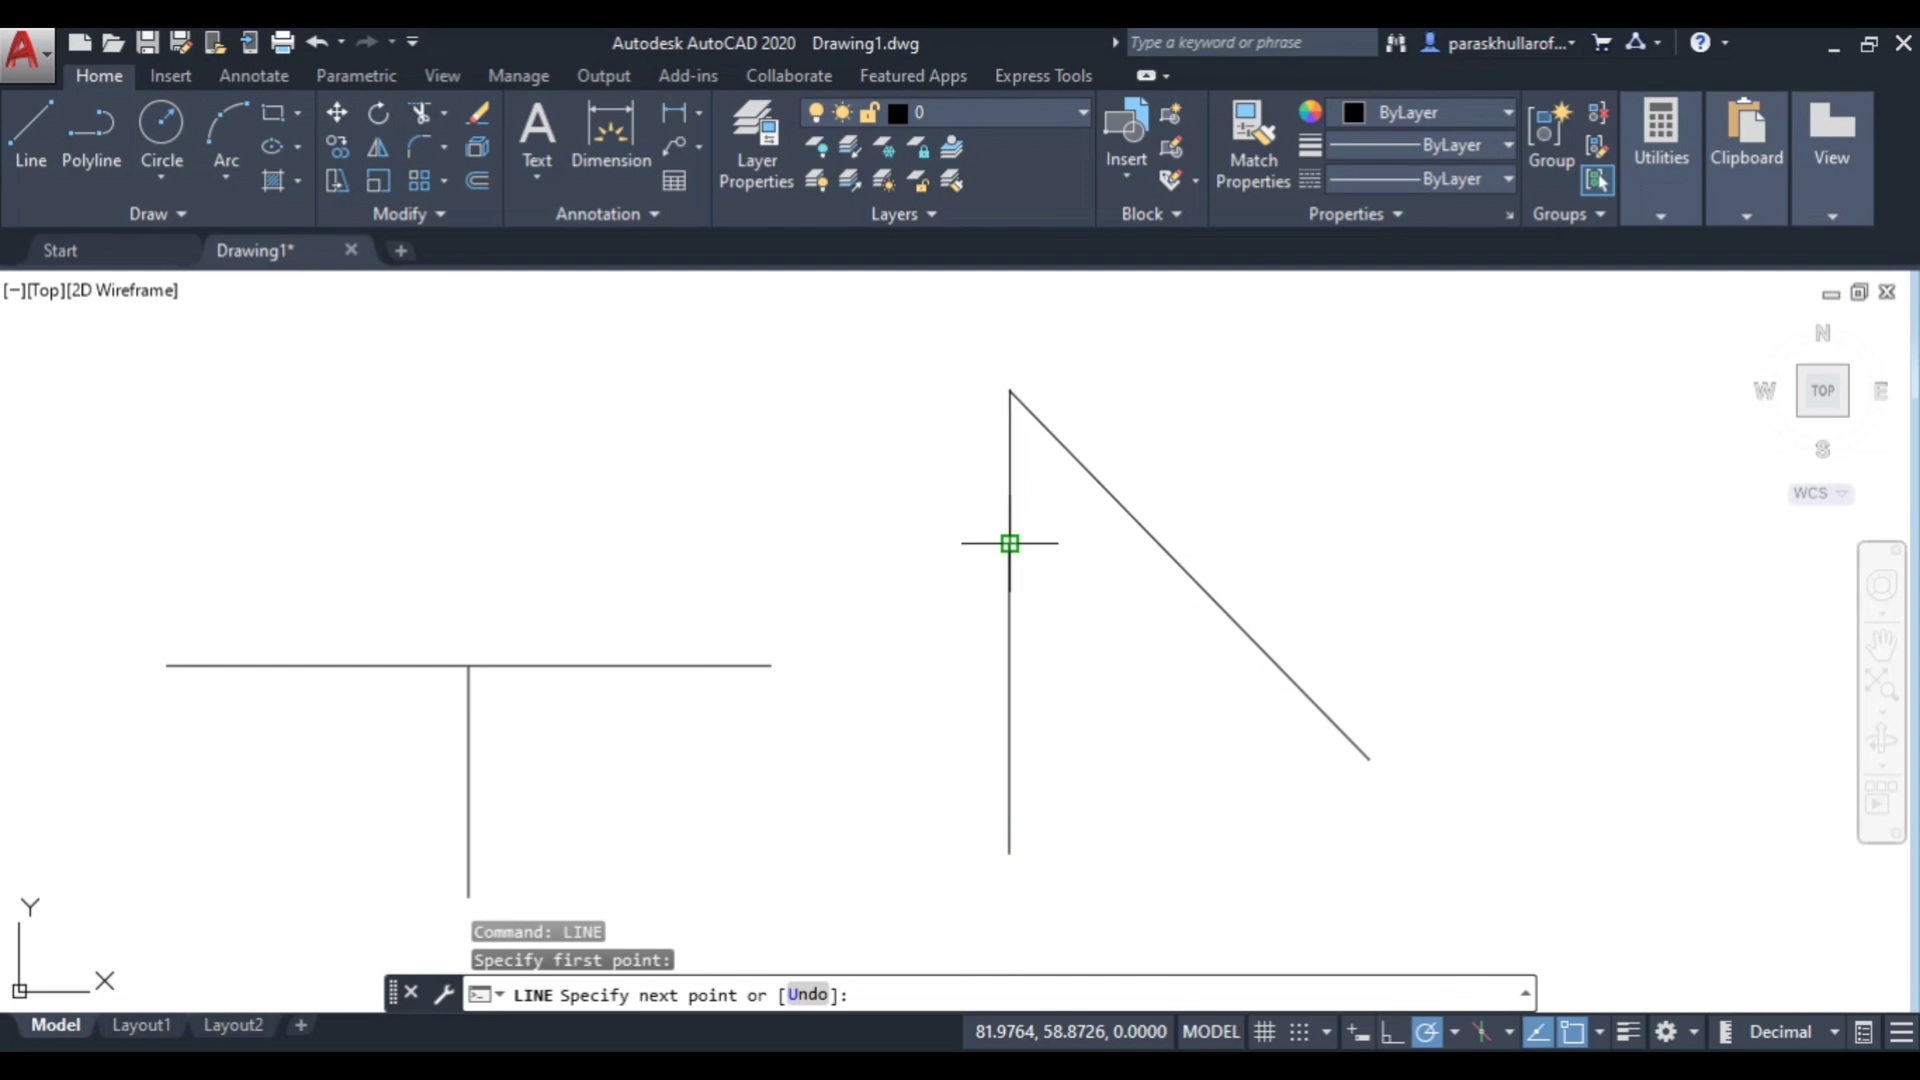 Autodesk AutoCAD 2020 Drawing1.dwg
Type a keyword or phrase
paraskhullarof...
Home Insert Annotate Parametric View Manage Output Add-ins Collaborate Featured Apps Express Tools
0
ByLayer
ByLayer
ByLayer
Line Polyline Circle Arc
Text Dimension
Layer Properties
Insert
Match Properties
Group
Utilities Clipboard View
Draw Modify Annotation Layers Block Properties Groups
Start Drawing1*
[−][Top][2D Wireframe]
N
W TOP E
S
WCS
Y
X
Command: LINE
Specify first point:
LINE Specify next point or [Undo]:
Model Layout1 Layout2
81.9764, 58.8726, 0.0000 MODEL Decimal